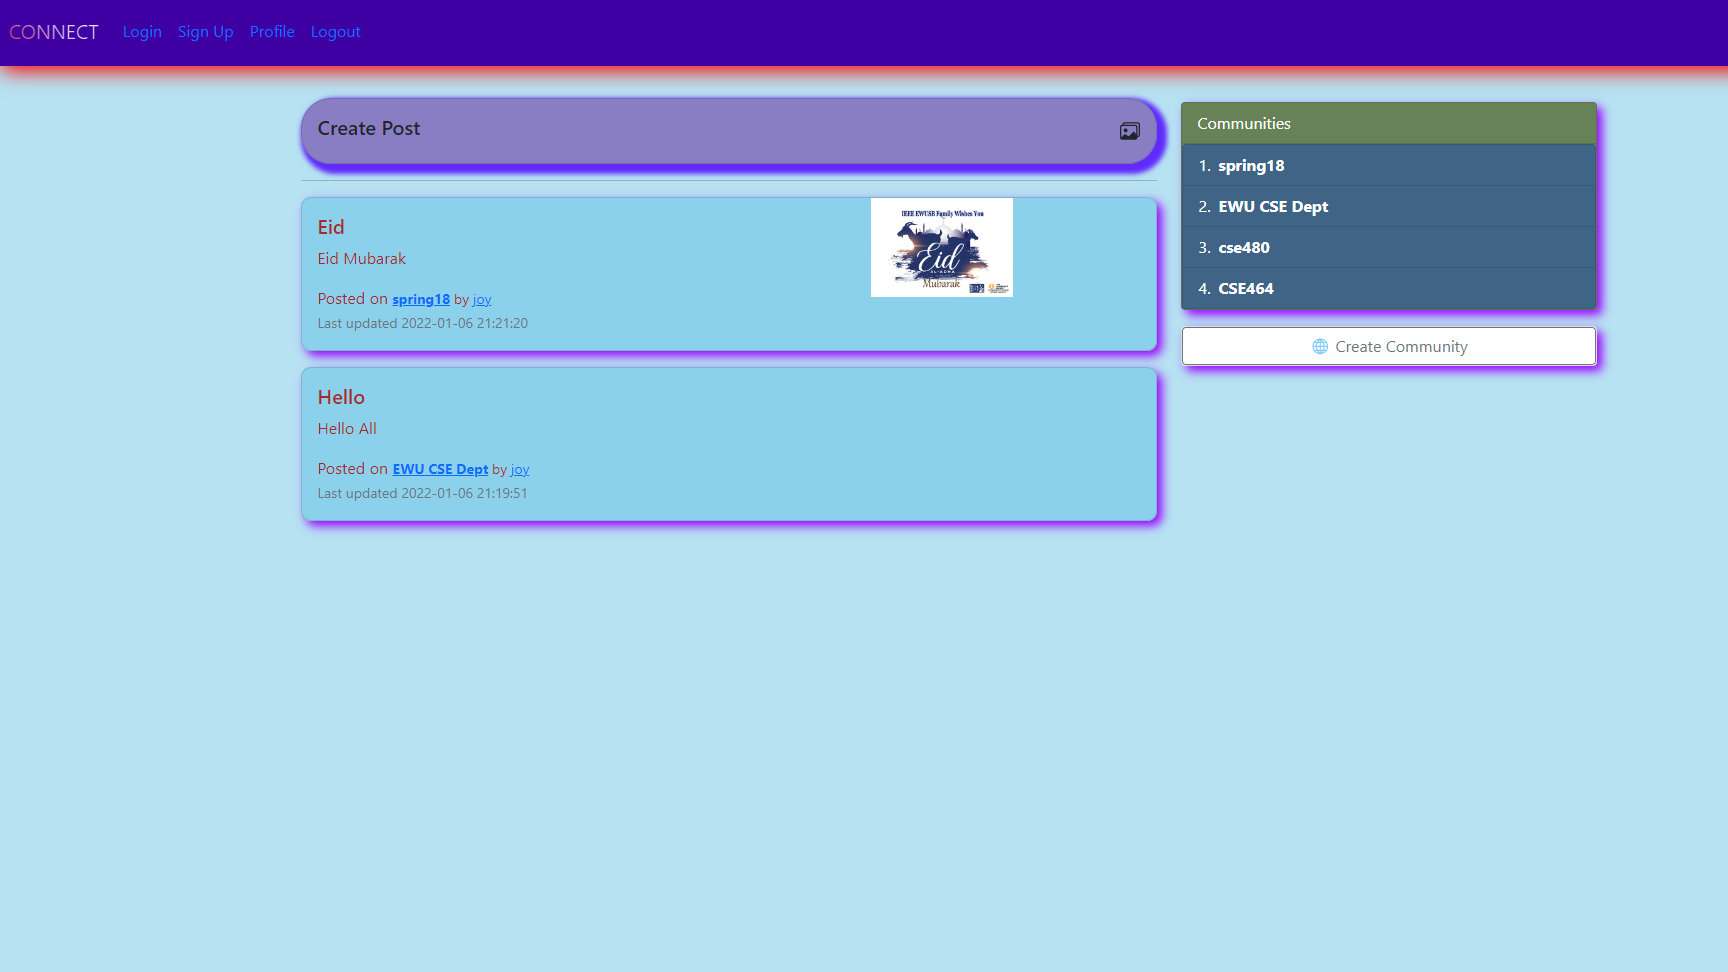 CONNECT Login Sign Up Profile Logout
Create Post
Eid
Eid Mubarak
Posted on spring18 by joy
Last updated 2022-01-06 21:21:20
IEEE EWUSB Family Wishes You
Eid
AL-ADHA
Mubarak
Hello
Hello All
Posted on EWU CSE Dept by joy
Last updated 2022-01-06 21:19:51
Communities
1. spring18
2. EWU CSE Dept
3. cse480
4. CSE464
Create Community